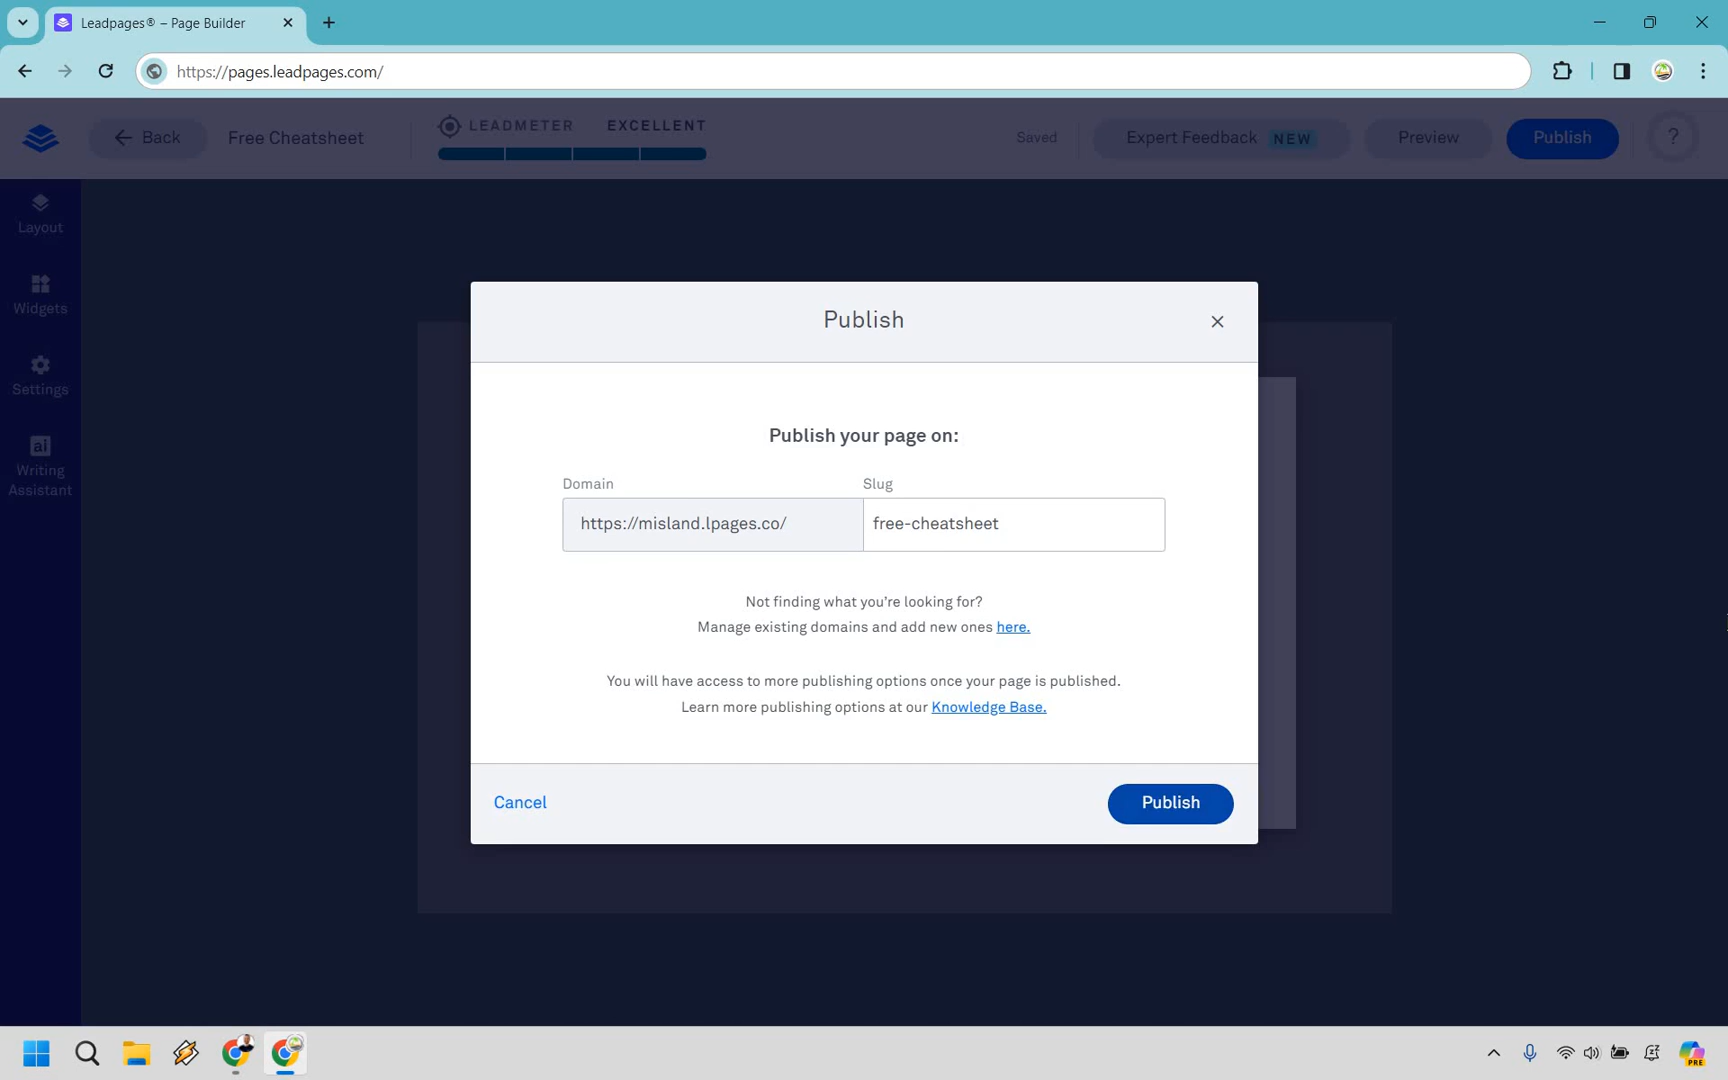 Leadpages® – Page Builder
https://pages.leadpages.com/
Back
Free Cheatsheet
LEADMETER EXCELLENT
Saved
Expert Feedback NEW
Preview
Publish
?
Layout
Widgets
Settings
ai
Writing
Assistant
Publish
Publish your page on:
Domain
Slug
https://misland.lpages.co/
free-cheatsheet
Not finding what you're looking for?
Manage existing domains and add new ones here.
You will have access to more publishing options once your page is published.
Learn more publishing options at our Knowledge Base.
Cancel
Publish
PRE